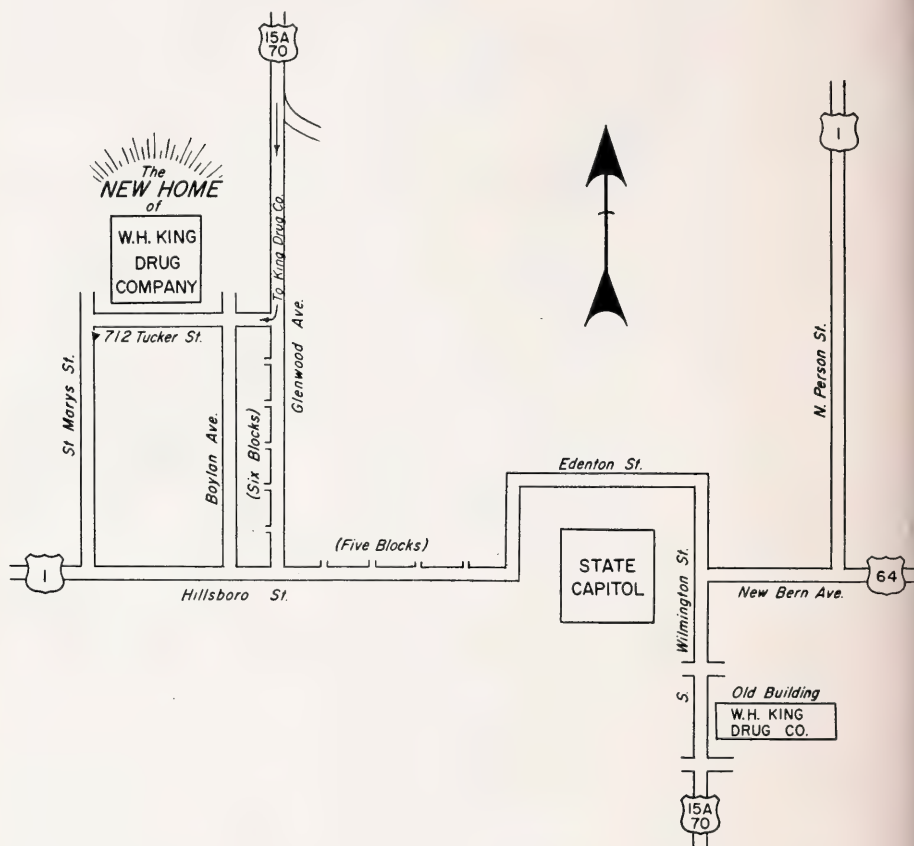 15A
70
1
The
NEW HOME
of
W.H. KING
DRUG
COMPANY
To King Drug Co.
712 Tucker St.
St Marys St.
Boylan Ave.
(Six Blocks)
Glenwood Ave.
N. Person St.
Edenton St.
(Five Blocks)
STATE
CAPITOL
S. Wilmington St.
1
Hillsboro St.
New Bern Ave.
64
Old Building
W.H. KING
DRUG CO.
15A
70